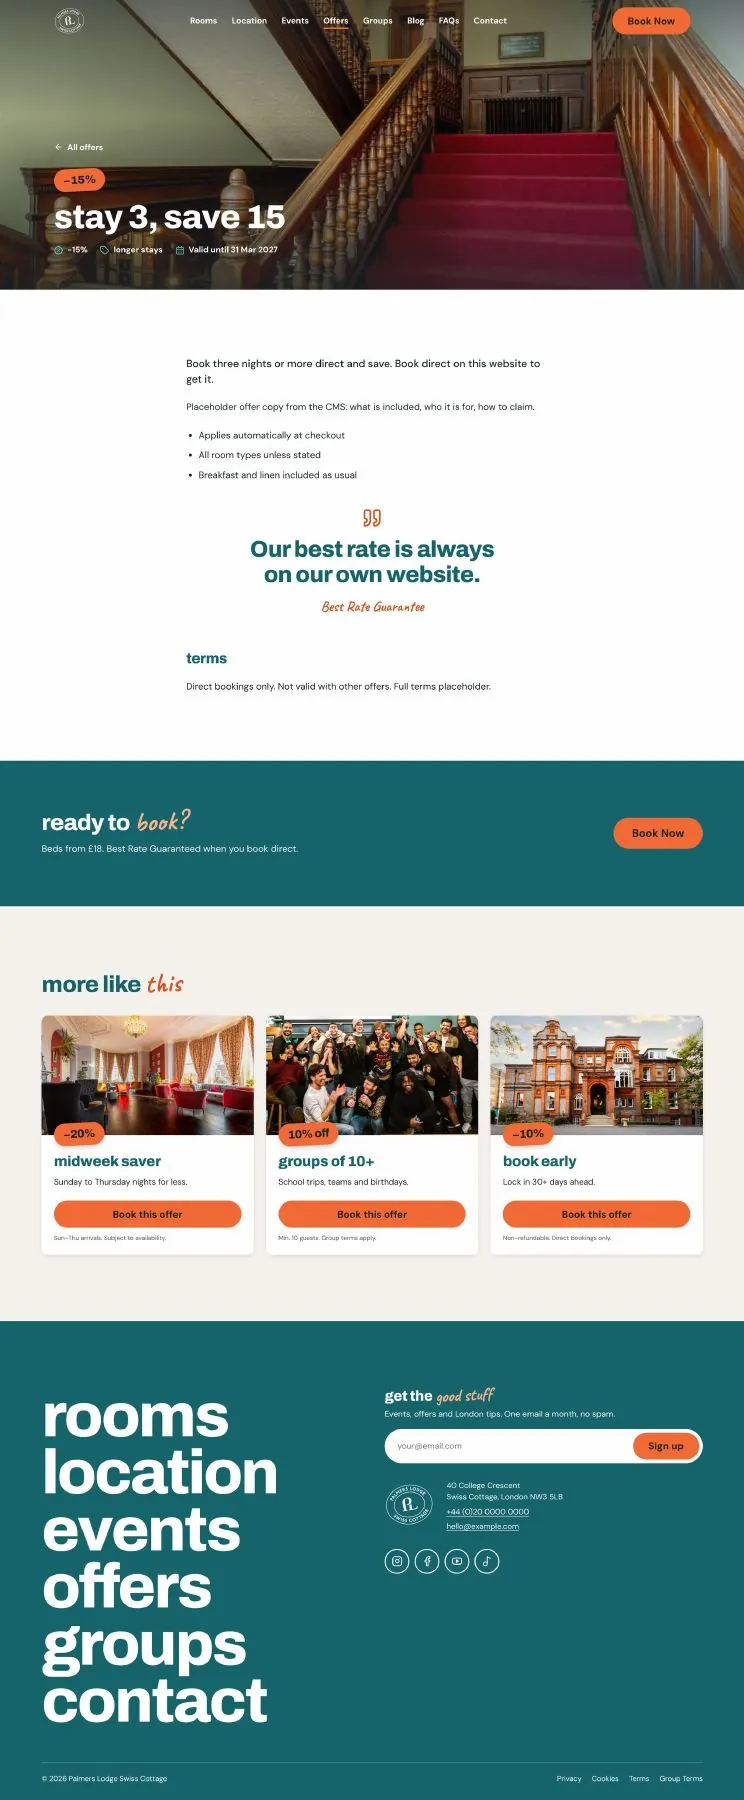 Rooms Location Events Offers Groups Blog FAQs Contact
Book Now
← All offers
–15%
stay 3, save 15
-15% longer stays Valid until 31 Mar 2027
Book three nights or more direct and save. Book direct on this website to
get it.
Placeholder offer copy from the CMS: what is included, who it is for, how to claim.
• Applies automatically at checkout
• All room types unless stated
• Breakfast and linen included as usual
Our best rate is always
on our own website.
Best Rate Guarantee
terms
Direct bookings only. Not valid with other offers. Full terms placeholder.
ready to book?
Beds from £18. Best Rate Guaranteed when you book direct.
Book Now
more like this
–20%
midweek saver
Sunday to Thursday nights for less.
Book this offer
Sun–Thu arrivals. Subject to availability.
10% off
groups of 10+
School trips, teams and birthdays.
Book this offer
Min. 10 guests. Group terms apply.
–10%
book early
Lock in 30+ days ahead.
Book this offer
Non-refundable. Direct bookings only.
rooms
location
events
offers
groups
contact
get the good stuff
Events, offers and London tips. One email a month, no spam.
your@email.com
Sign up
PALMERS LODGE
SWISS COTTAGE
40 College Crescent
Swiss Cottage, London NW3 5LB
+44 (0)20 0000 0000
hello@example.com
© 2026 Palmers Lodge Swiss Cottage
Privacy Cookies Terms Group Terms